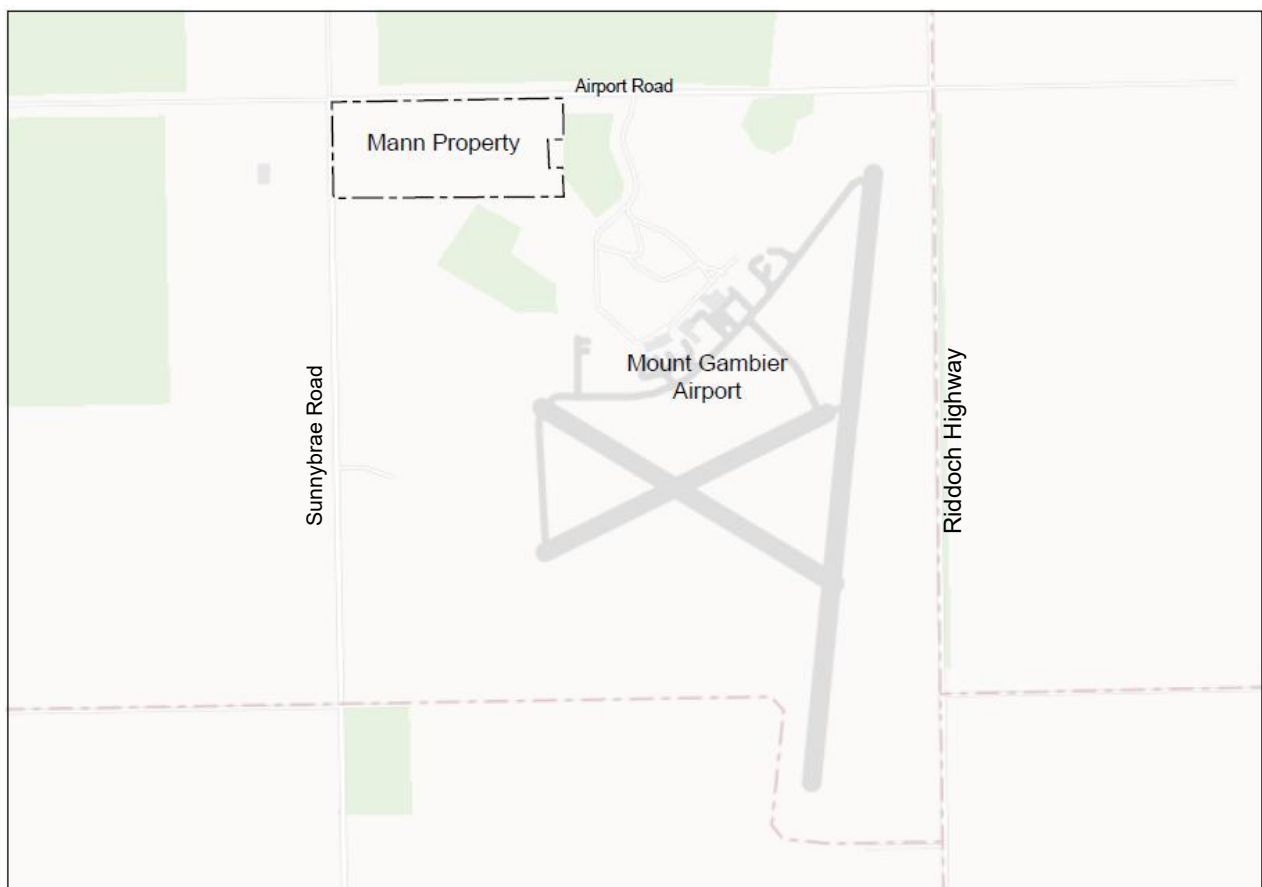 Airport Road
Mann Property
Mount Gambier
Airport
Sunnybrae Road
Riddoch Highway